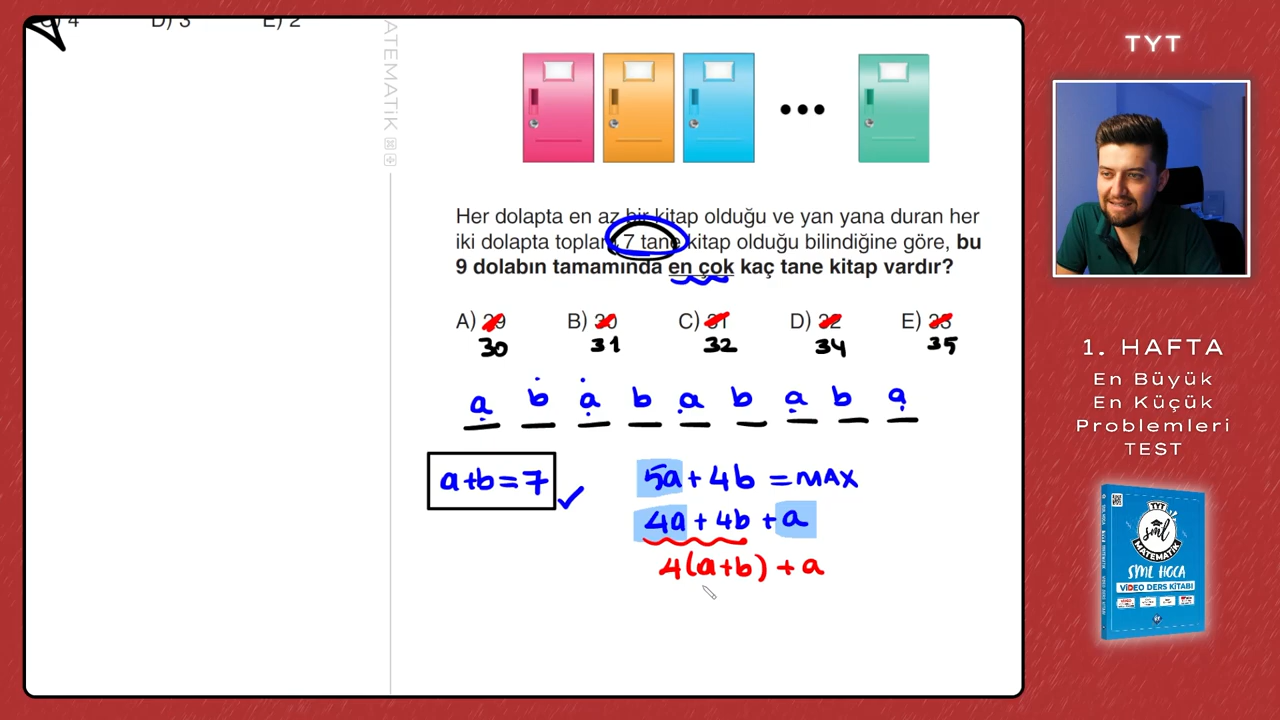 C) 4 D) 3 E) 2
ATEMATİK
Her dolapta en az bir kitap olduğu ve yan yana duran her
iki dolapta toplam 7 tane kitap olduğu bilindiğine göre, bu
9 dolabın tamamında en çok kaç tane kitap vardır?
A) 29 B) 30 C) 31 D) 32 E) 33
30 31 32 34 35
a b a b a b a b a
a+b=7
5a+4b=MAX
4a+4b+a
4(a+b)+a
TYT
1. HAFTA
En Büyük
En Küçük
Problemleri
TEST
TYT
sml
MATEMATİK
SML HOCA
VİDEO DERS KİTABI